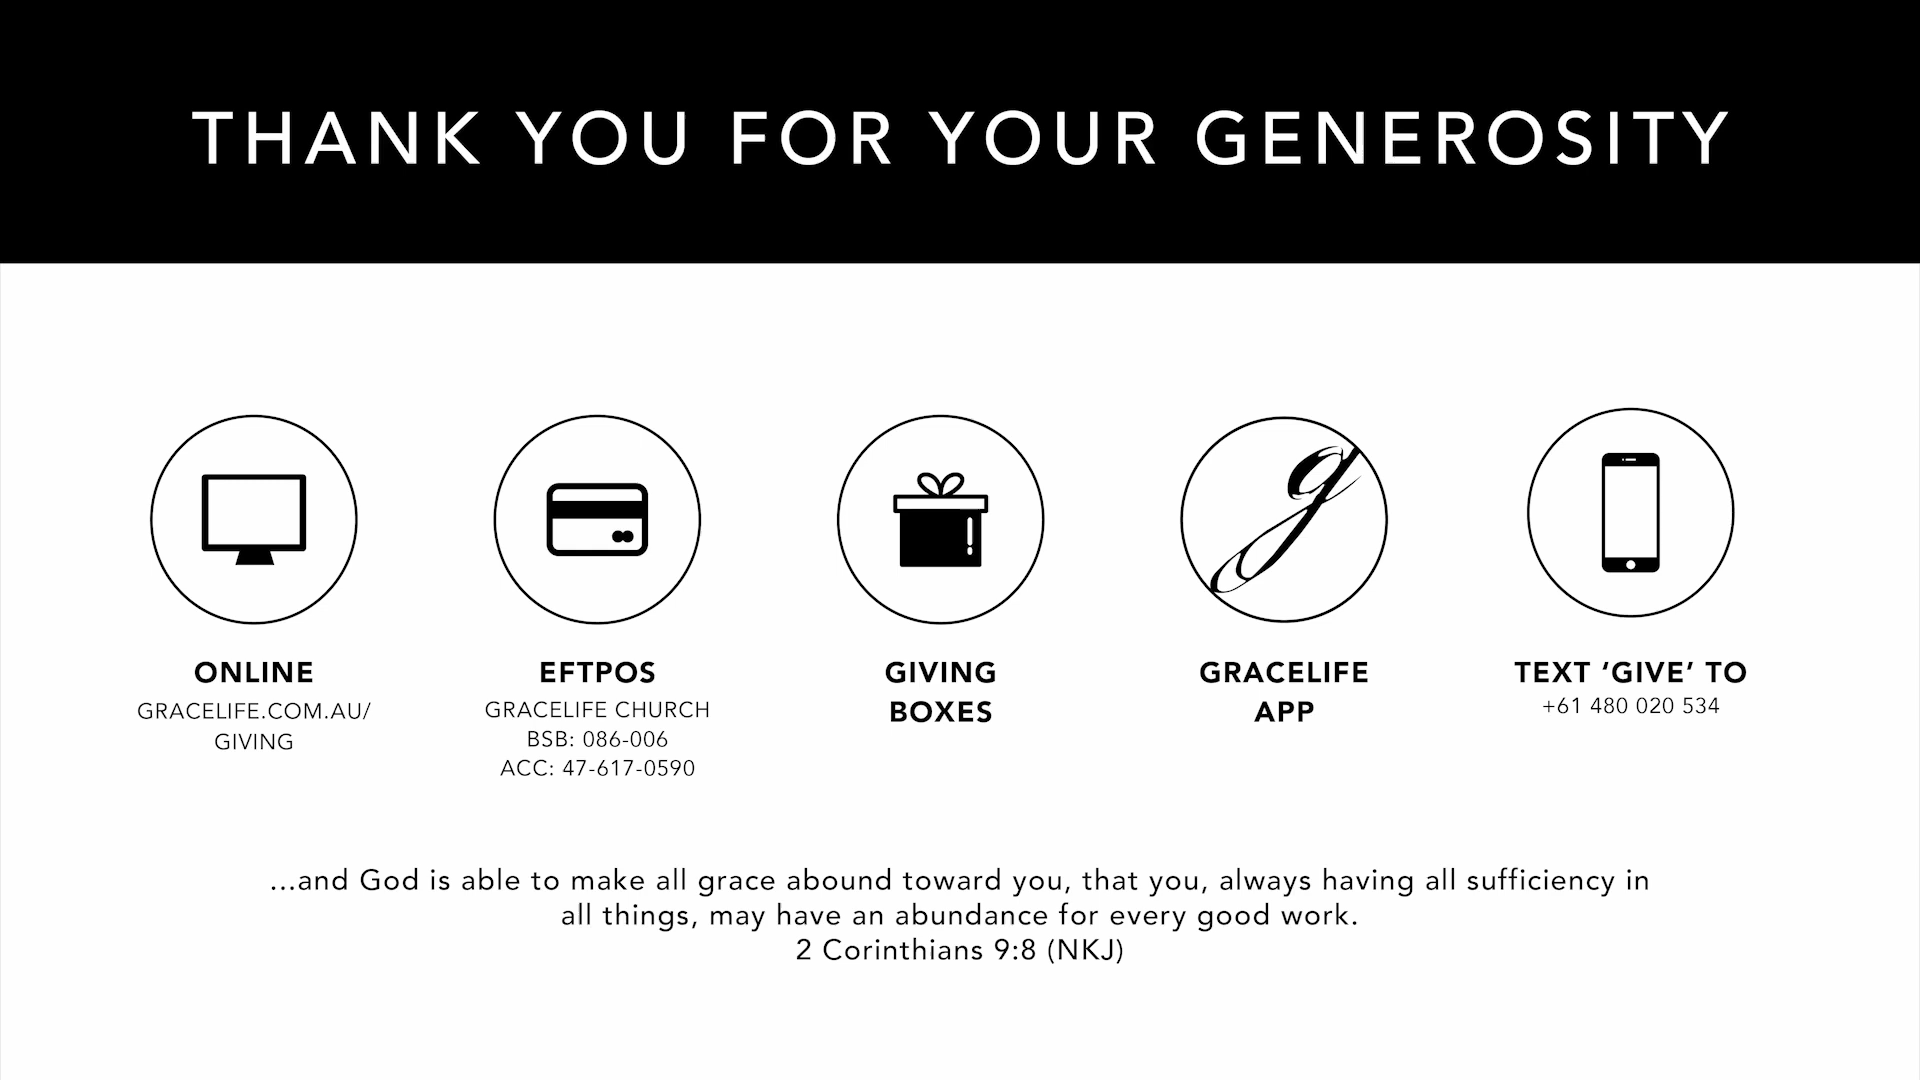 THANK YOU FOR YOUR GENEROSITY
ONLINE
GRACELIFE.COM.AU/
GIVING
EFTPOS
GRACELIFE CHURCH
BSB: 086-006
ACC: 47-617-0590
GIVING
BOXES
g
GRACELIFE
APP
TEXT ‘GIVE’ TO
+61 480 020 534
...and God is able to make all grace abound toward you, that you, always having all sufficiency in
all things, may have an abundance for every good work.
2 Corinthians 9:8 (NKJ)